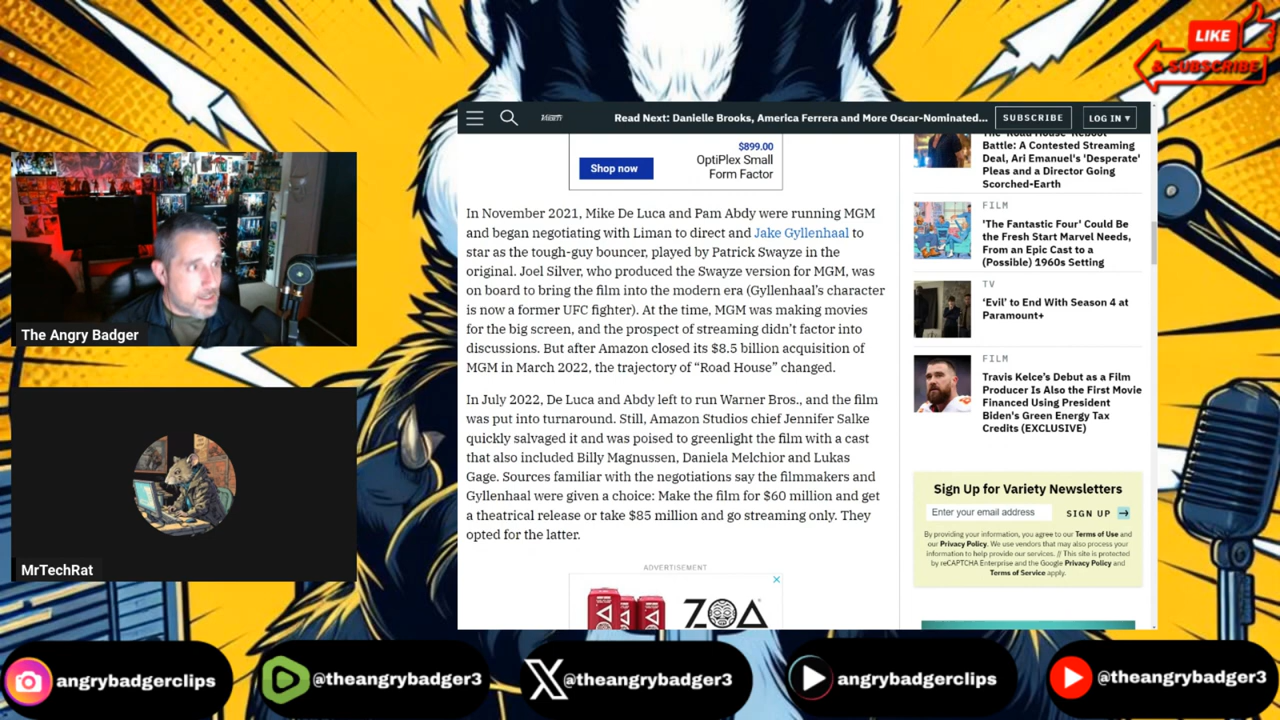 LIKE
& SUBSCRIBE
VARIETY
Read Next: Danielle Brooks, America Ferrera and More Oscar-Nominated...
SUBSCRIBE
LOG IN ▾
$899.00
Shop now
OptiPlex Small
Form Factor
In November 2021, Mike De Luca and Pam Abdy were running MGM
and began negotiating with Liman to direct and Jake Gyllenhaal to
star as the tough-guy bouncer, played by Patrick Swayze in the
original. Joel Silver, who produced the Swayze version for MGM, was
on board to bring the film into the modern era (Gyllenhaal’s character
is now a former UFC fighter). At the time, MGM was making movies
for the big screen, and the prospect of streaming didn’t factor into
discussions. But after Amazon closed its $8.5 billion acquisition of
MGM in March 2022, the trajectory of “Road House” changed.
In July 2022, De Luca and Abdy left to run Warner Bros., and the film
was put into turnaround. Still, Amazon Studios chief Jennifer Salke
quickly salvaged it and was poised to greenlight the film with a cast
that also included Billy Magnussen, Daniela Melchior and Lukas
Gage. Sources familiar with the negotiations say the filmmakers and
Gyllenhaal were given a choice: Make the film for $60 million and get
a theatrical release or take $85 million and go streaming only. They
opted for the latter.
ADVERTISEMENT
ZOA
The ‘Road House’ Reboot
Battle: A Contested Streaming
Deal, Ari Emanuel's 'Desperate'
Pleas and a Director Going
Scorched-Earth
FILM
'The Fantastic Four' Could Be
the Fresh Start Marvel Needs,
From an Epic Cast to a
(Possible) 1960s Setting
TV
‘Evil’ to End With Season 4 at
Paramount+
FILM
Travis Kelce’s Debut as a Film
Producer Is Also the First Movie
Financed Using President
Biden's Green Energy Tax
Credits (EXCLUSIVE)
Sign Up for Variety Newsletters
Enter your email address
SIGN UP →
By providing your information, you agree to our Terms of Use and
our Privacy Policy. We use vendors that may also process your
information to help provide our services. // This site is protected
by reCAPTCHA Enterprise and the Google Privacy Policy and
Terms of Service apply.
The Angry Badger
MrTechRat
angrybadgerclips
@theangrybadger3
@theangrybadger3
angrybadgerclips
@theangrybadger3